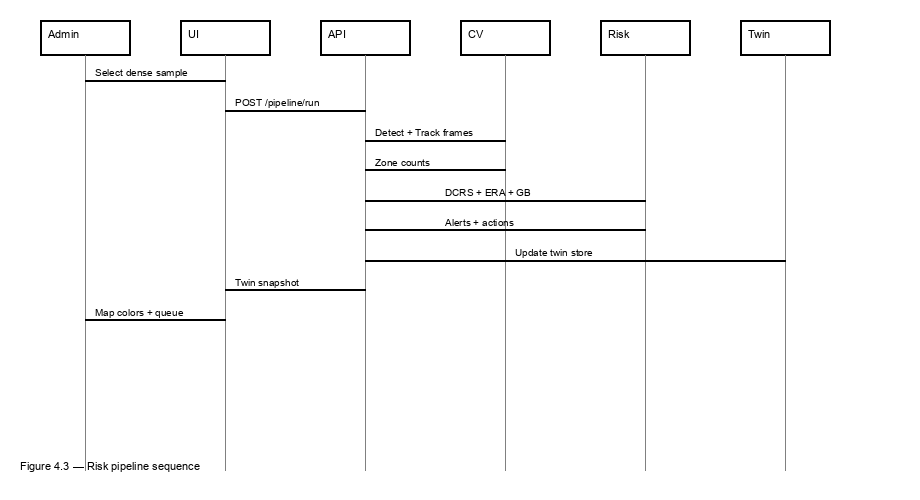 Admin
UI
API
CV
Risk
Twin
Select dense sample
POST /pipeline/run
Detect + Track frames
Zone counts
DCRS + ERA + GB
Alerts + actions
Update twin store
Twin snapshot
Map colors + queue
Figure 4.3 — Risk pipeline sequence